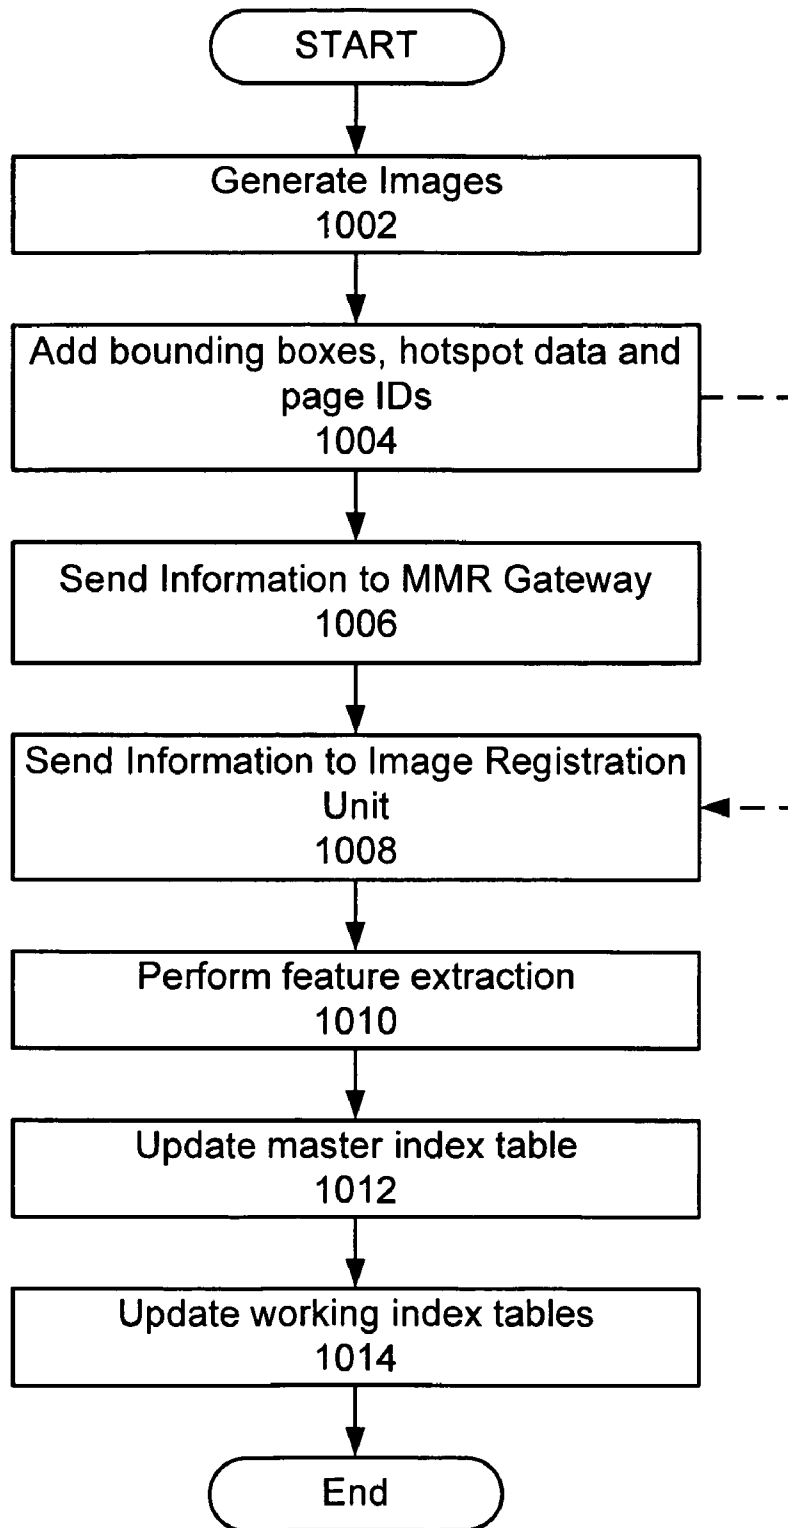 START
Generate Images
1002
Add bounding boxes, hotspot data and
page IDs
1004
Send Information to MMR Gateway
1006
Send Information to Image Registration
Unit
1008
Perform feature extraction
1010
Update master index table
1012
Update working index tables
1014
End